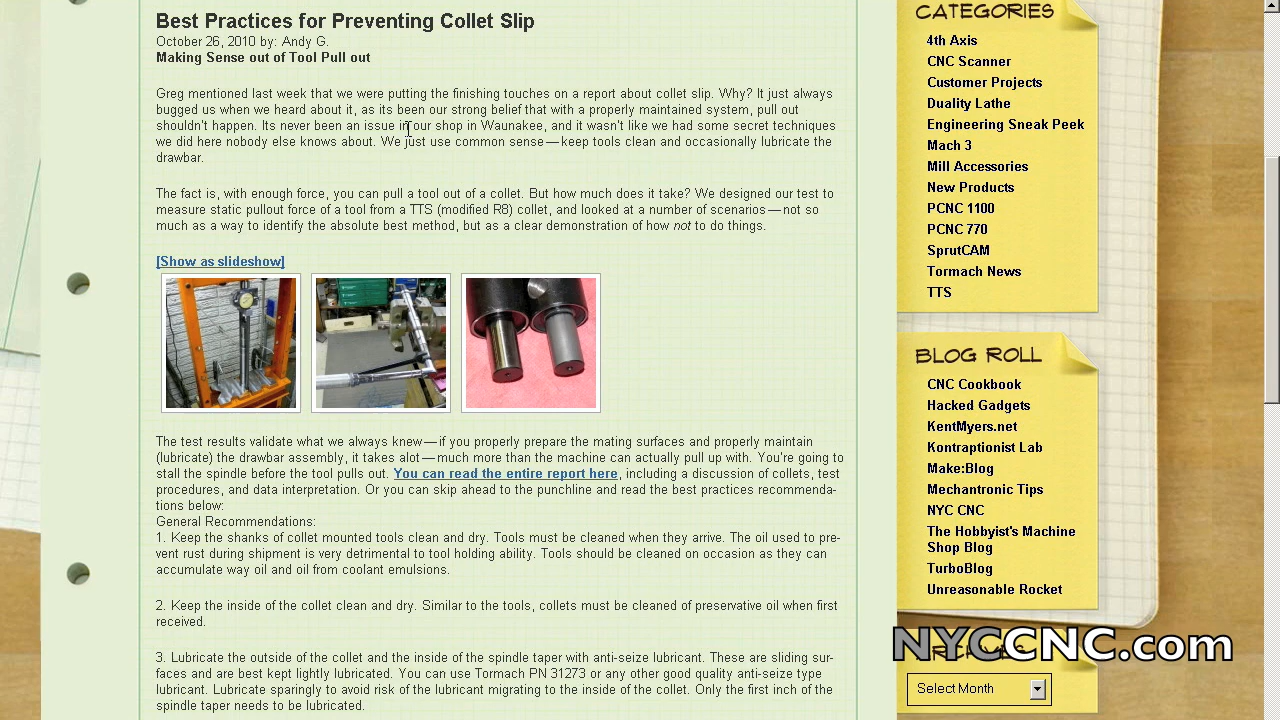 Best Practices for Preventing Collet Slip
October 26, 2010 by: Andy G.
Making Sense out of Tool Pull out
Greg mentioned last week that we were putting the finishing touches on a report about collet slip. Why? It just always
bugged us when we heard about it, as its been our strong belief that with a properly maintained system, pull out
shouldn't happen. Its never been an issue in our shop in Waunakee, and it wasn't like we had some secret techniques
we did here nobody else knows about. We just use common sense—keep tools clean and occasionally lubricate the
drawbar.
The fact is, with enough force, you can pull a tool out of a collet. But how much does it take? We designed our test to
measure static pullout force of a tool from a TTS (modified R8) collet, and looked at a number of scenarios—not so
much as a way to identify the absolute best method, but as a clear demonstration of how not to do things.
[Show as slideshow]
The test results validate what we always knew—if you properly prepare the mating surfaces and properly maintain
(lubricate) the drawbar assembly, it takes alot—much more than the machine can actually pull up with. You're going to
stall the spindle before the tool pulls out. You can read the entire report here, including a discussion of collets, test
procedures, and data interpretation. Or you can skip ahead to the punchline and read the best practices recommenda-
tions below:
General Recommendations:
1. Keep the shanks of collet mounted tools clean and dry. Tools must be cleaned when they arrive. The oil used to pre-
vent rust during shipment is very detrimental to tool holding ability. Tools should be cleaned on occasion as they can
accumulate way oil and oil from coolant emulsions.
2. Keep the inside of the collet clean and dry. Similar to the tools, collets must be cleaned of preservative oil when first
received.
3. Lubricate the outside of the collet and the inside of the spindle taper with anti-seize lubricant. These are sliding sur-
faces and are best kept lightly lubricated. You can use Tormach PN 31273 or any other good quality anti-seize type
lubricant. Lubricate sparingly to avoid risk of the lubricant migrating to the inside of the collet. Only the first inch of the
spindle taper needs to be lubricated.
CATEGORIES
4th Axis
CNC Scanner
Customer Projects
Duality Lathe
Engineering Sneak Peek
Mach 3
Mill Accessories
New Products
PCNC 1100
PCNC 770
SprutCAM
Tormach News
TTS
BLOG ROLL
CNC Cookbook
Hacked Gadgets
KentMyers.net
Kontraptionist Lab
Make:Blog
Mechantronic Tips
NYC CNC
The Hobbyist's Machine
Shop Blog
TurboBlog
Unreasonable Rocket
NYCCNC.com
ARCHIVES
Select Month